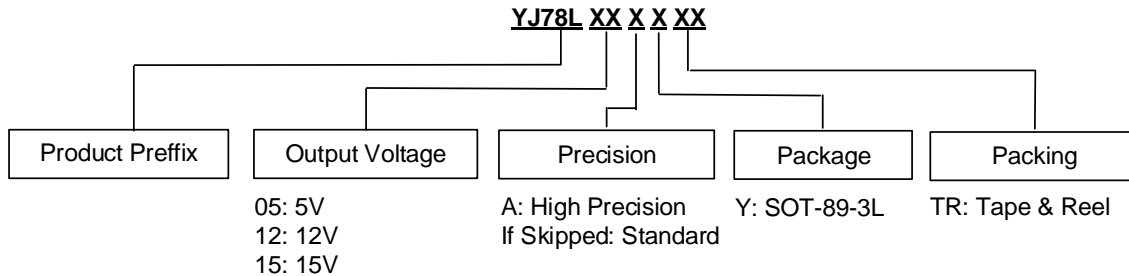 YJ78L XX X X XX
Product Preffix
Output Voltage
Precision
Package
Packing
05: 5V
12: 12V
15: 15V
A: High Precision
If Skipped: Standard
Y: SOT-89-3L
TR: Tape & Reel